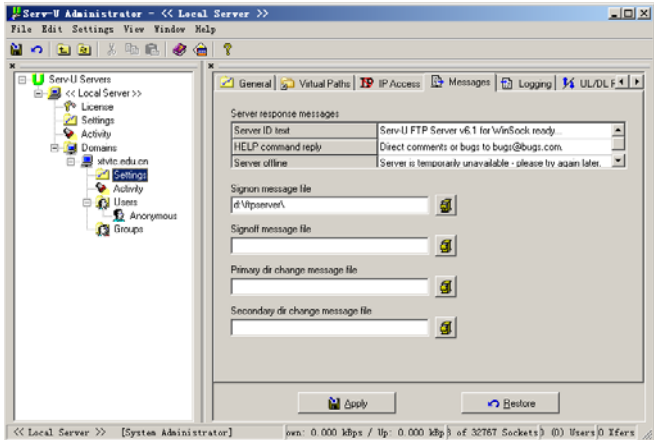 Serv-U Administrator - << Local Server >>
File Edit Settings View Window Help
Serv-U Servers
<< Local Server >>
License
Settings
Activity
Domains
xtvtc.edu.cn
Settings
Activity
Users
Anonymous
Groups
General Virtual Paths IP IP Access Messages Logging UL/DL R
Server response messages
Server ID text Serv-U FTP Server v6.1 for WinSock ready...
HELP command reply Direct comments or bugs to bugs@bugs.com.
Server offline Server is temporarily unavailable - please try again later.
Signon message file
d:\ftpserver\
Signoff message file
Primary dir change message file
Secondary dir change message file
Apply Restore
<< Local Server >> [System Administrator] own: 0.000 kBps / Up: 0.000 kBp of 32767 Sockets (0) Users 0 Xfers